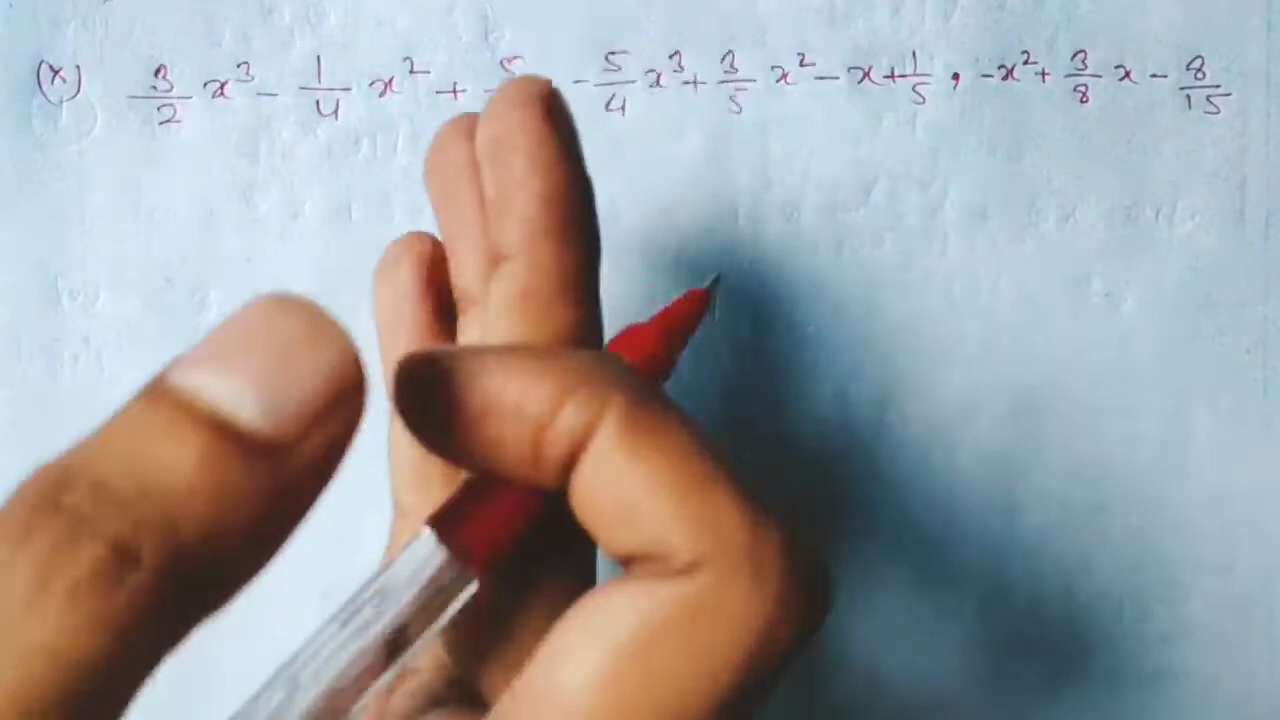 (x) 3/2 x³ - 1/4 x² + 5 - 5/4 x³ + 3/5 x² - x + 1/5 , -x² + 3/8 x - 8/15